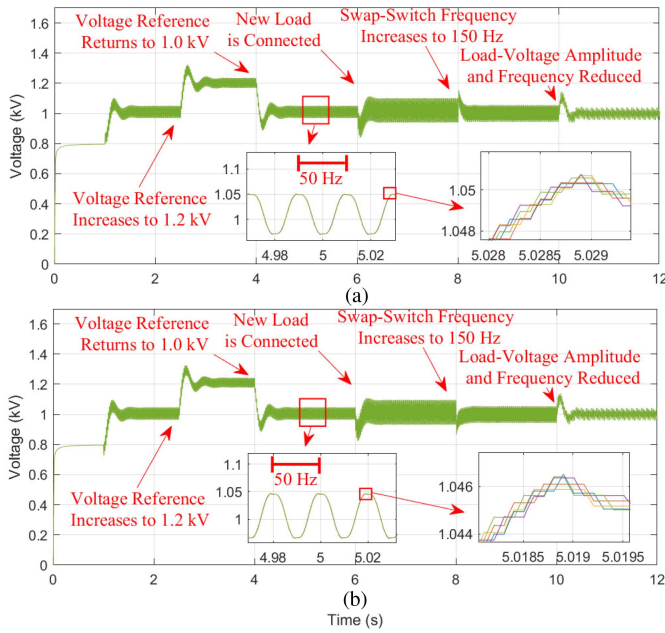 (a)
Voltage Reference
Returns to 1.0 kV
New Load
is Connected
Swap-Switch Frequency
Increases to 150 Hz
Load-Voltage Amplitude
and Frequency Reduced
Voltage Reference
Increases to 1.2 kV
50 Hz
Voltage (kV)
1.6
1.4
1.2
1
0.8
0.6
0.4
0.2
0
0 2 4 6 8 10 12
1.1
1.05
1
4.98 5 5.02
1.05
1.048
5.028 5.0285 5.029
(b)
Voltage Reference
Returns to 1.0 kV
New Load
is Connected
Swap-Switch Frequency
Increases to 150 Hz
Load-Voltage Amplitude
and Frequency Reduced
Voltage Reference
Increases to 1.2 kV
50 Hz
Voltage (kV)
1.6
1.4
1.2
1
0.8
0.6
0.4
0.2
0
0 2 4 6 8 10 12
1.1
1.05
1
4.98 5 5.02
1.046
1.044
5.0185 5.019 5.0195
Time (s)